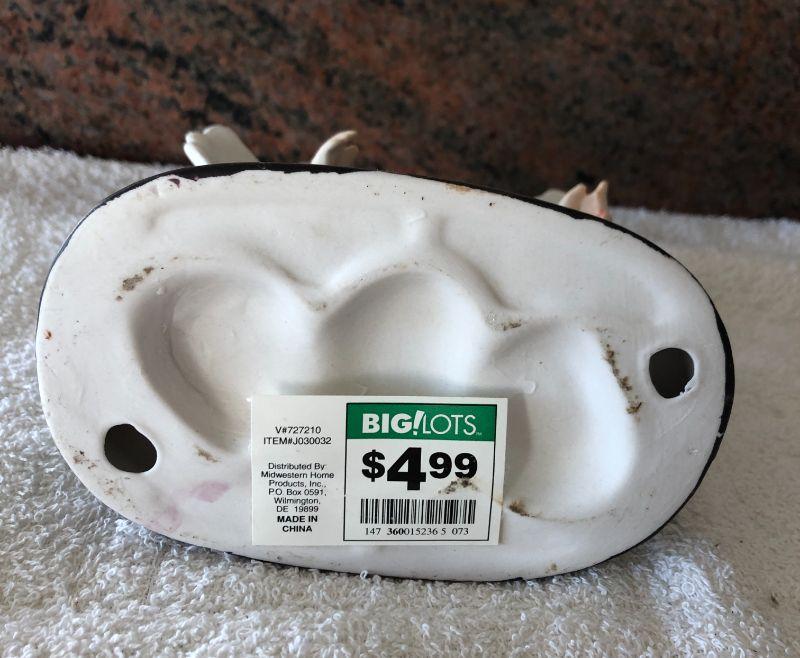 V#727210
ITEM#J030032
Distributed By:
Midwestern Home
Products, Inc.,
P.O. Box 0591,
Wilmington,
DE 19899
MADE IN
CHINA
BIG!LOTS™
$4.99
147 360015236 5 073